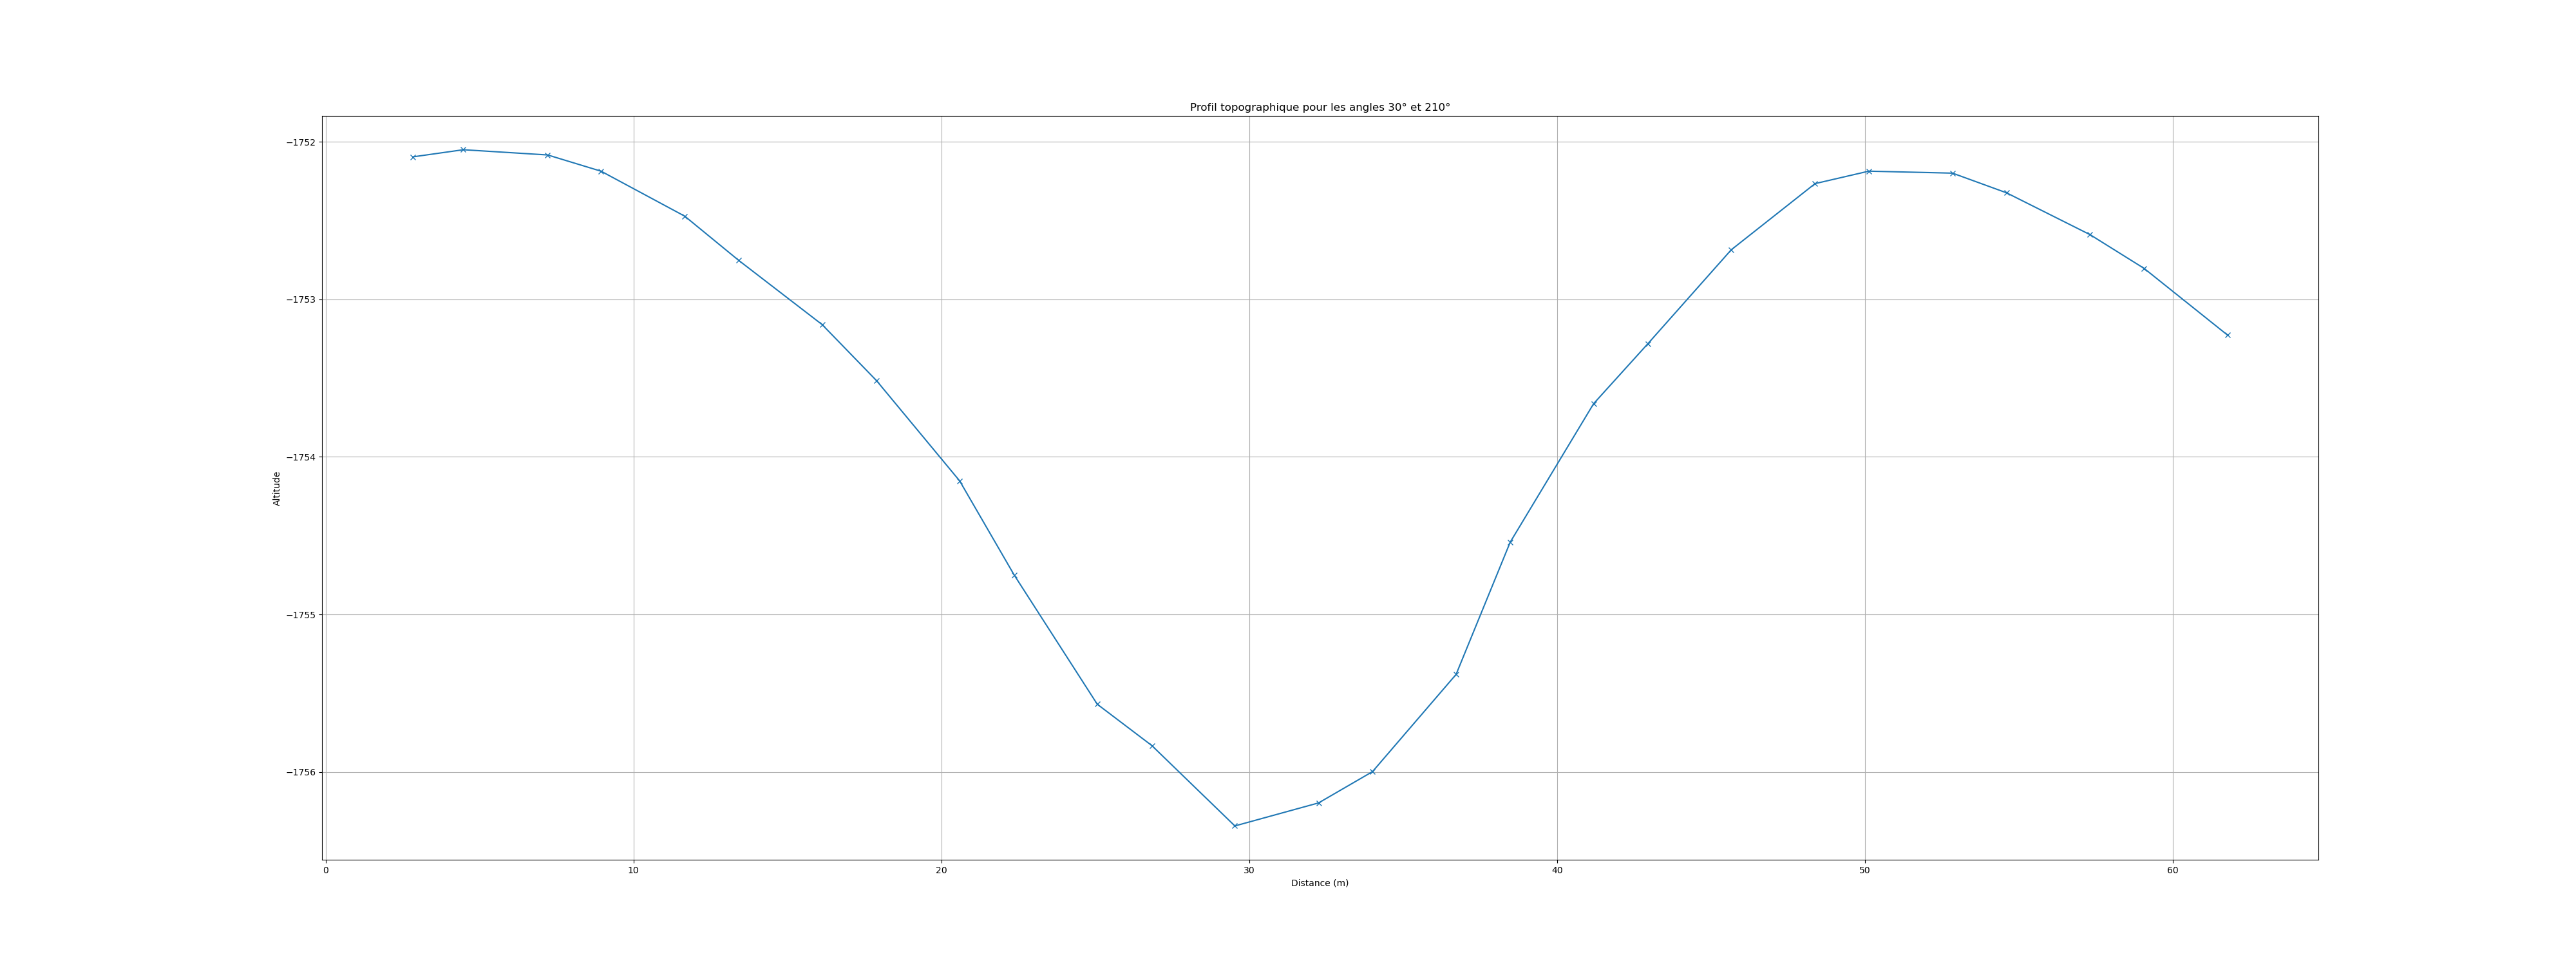 Profil topographique pour les angles 30° et 210°
Altitude
−1752
−1753
−1754
−1755
−1756
0 10 20 30 40 50 60
Distance (m)